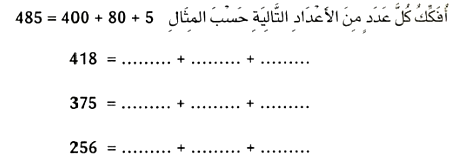 أُفَكِّكُ كُلَّ عَدَدٍ مِنَ الأَعْدَادِ التَّالِيَةِ حَسْبَ المِثَالِ 485 = 400 + 80 + 5
418 = ......... + ......... + .........
375 = ......... + ......... + .........
256 = ......... + ......... + .........